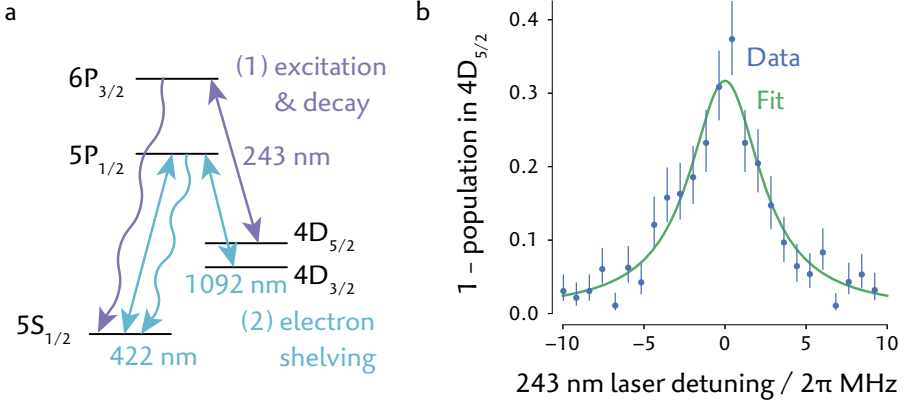 a
6P3/2
(1) excitation
& decay
5P1/2
243 nm
4D5/2
4D3/2
1092 nm
5S1/2
(2) electron
shelving
422 nm
b
1 – population in 4D5/2
0.4
0.3
0.2
0.1
0.0
Data
Fit
−10
−5
0
5
10
243 nm laser detuning / 2π MHz